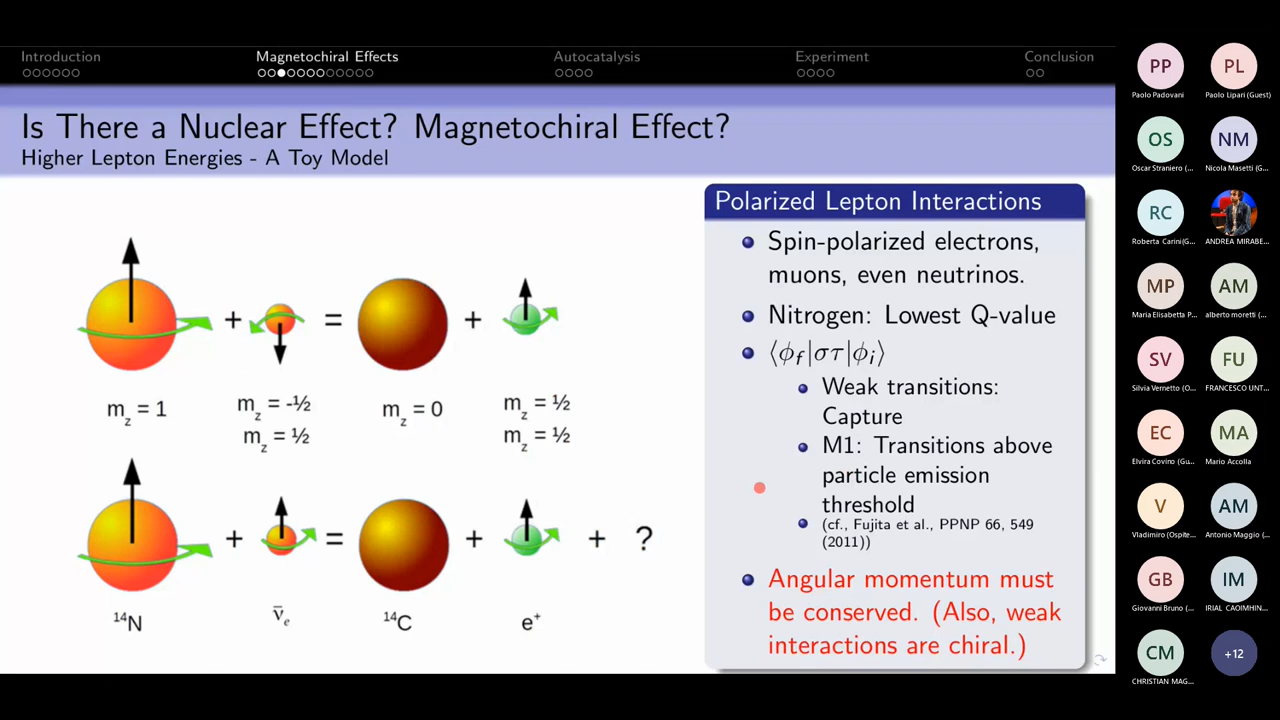 Introduction
Magnetochiral Effects
Autocatalysis
Experiment
Conclusion
Is There a Nuclear Effect? Magnetochiral Effect?
Higher Lepton Energies - A Toy Model
+ = +
m_z = 1
m_z = -½
m_z = ½
m_z = 0
m_z = ½
m_z = ½
+ = + + ?
¹⁴N
ν̄ₑ
¹⁴C
e⁺
Polarized Lepton Interactions
Spin-polarized electrons,
muons, even neutrinos.
Nitrogen: Lowest Q-value
⟨ϕ_f|στ|ϕ_i⟩
Weak transitions:
Capture
M1: Transitions above
particle emission
threshold
(cf., Fujita et al., PPNP 66, 549
(2011))
Angular momentum must
be conserved. (Also, weak
interactions are chiral.)
PP
Paolo Padovani
PL
Paolo Lipari (Guest)
OS
Oscar Straniero (...
NM
Nicola Masetti (G...
RC
Roberta Carini(G...
ANDREA MIRABE...
MP
Maria Elisabetta P...
AM
alberto moretti (...
SV
Silvia Vernetto (O...
FU
FRANCESCO UNT...
EC
Elvira Covino (Gu...
MA
Mario Accolla
V
Vladimiro (Ospite...
AM
Antonio Maggio (...
GB
Giovanni Bruno (...
IM
IRIAL CAOIMHIN...
CM
CHRISTIAN MAG...
+12